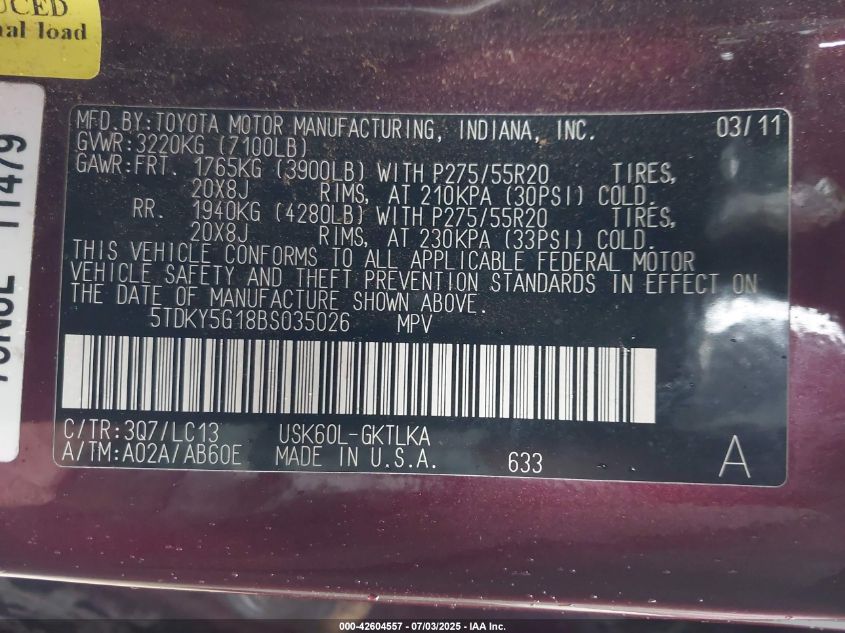 UCED
nal load
11479
MFD.BY:TOYOTA MOTOR MANUFACTURING, INDIANA, INC. 03/11
GVWR:3220KG (7100LB)
GAWR:FRT. 1765KG (3900LB) WITH P275/55R20 TIRES,
20X8J RIMS, AT 210KPA (30PSI) COLD.
RR. 1940KG (4280LB) WITH P275/55R20 TIRES,
20X8J RIMS, AT 230KPA (33PSI) COLD.
THIS VEHICLE CONFORMS TO ALL APPLICABLE FEDERAL MOTOR
VEHICLE SAFETY AND THEFT PREVENTION STANDARDS IN EFFECT ON
THE DATE OF MANUFACTURE SHOWN ABOVE.
5TDKY5G18BS035026 MPV
C/TR:3Q7/LC13 USK60L-GKTLKA
A/TM:A02A/AB60E MADE IN U.S.A. 633 A
000-42604557 - 07/03/2025 - IAA Inc.